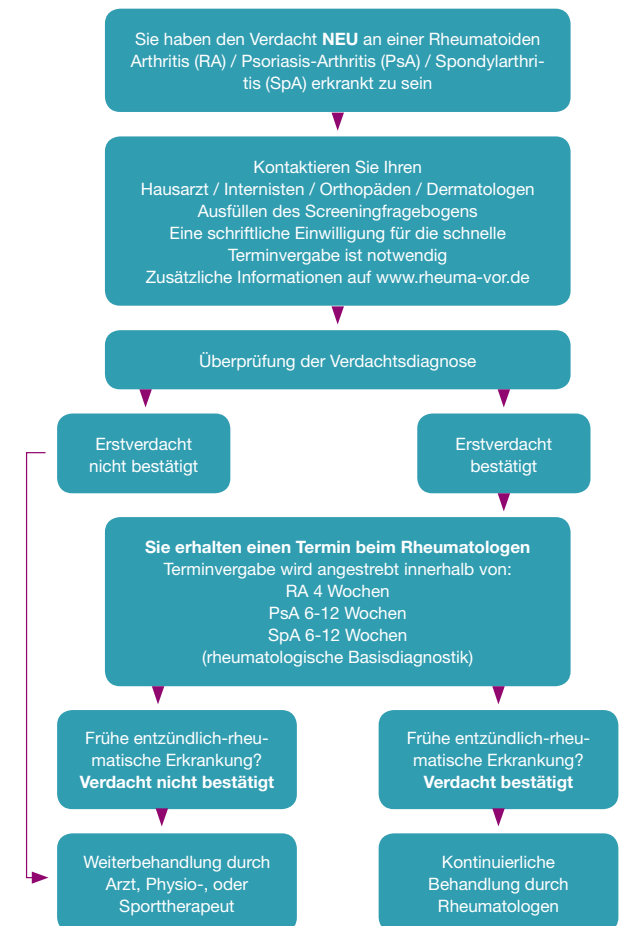 Sie haben den Verdacht NEU an einer Rheumatoiden
Arthritis (RA) / Psoriasis-Arthritis (PsA) / Spondylarthri-
tis (SpA) erkrankt zu sein
Kontaktieren Sie Ihren
Hausarzt / Internisten / Orthopäden / Dermatologen
Ausfüllen des Screeningfragebogens
Eine schriftliche Einwilligung für die schnelle
Terminvergabe ist notwendig
Zusätzliche Informationen auf www.rheuma-vor.de
Überprüfung der Verdachtsdiagnose
Erstverdacht
nicht bestätigt
Erstverdacht
bestätigt
Sie erhalten einen Termin beim Rheumatologen
Terminvergabe wird angestrebt innerhalb von:
RA 4 Wochen
PsA 6-12 Wochen
SpA 6-12 Wochen
(rheumatologische Basisdiagnostik)
Frühe entzündlich-rheu-
matische Erkrankung?
Verdacht nicht bestätigt
Frühe entzündlich-rheu-
matische Erkrankung?
Verdacht bestätigt
Weiterbehandlung durch
Arzt, Physio-, oder
Sporttherapeut
Kontinuierliche
Behandlung durch
Rheumatologen